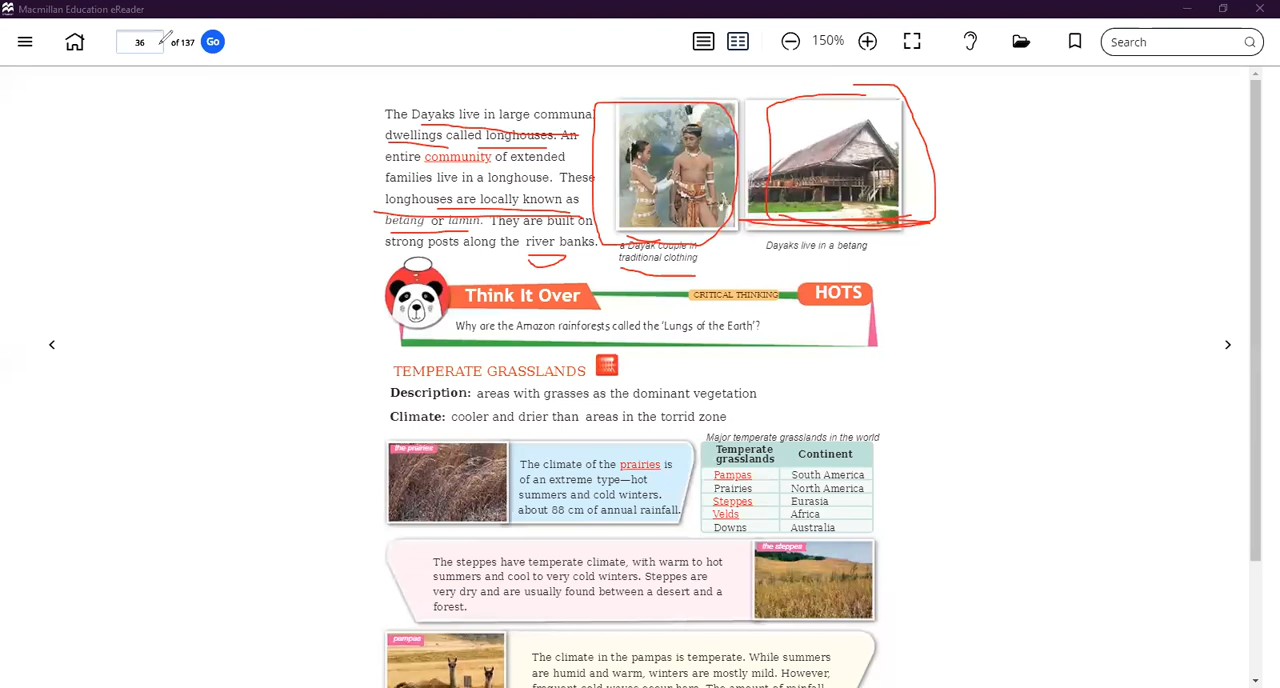 Macmillan Education eReader
36 of 137 Go
150%
Search
The Dayaks live in large communal
dwellings called longhouses. An
entire community of extended
families live in a longhouse. These
longhouses are locally known as
betang or lamin. They are built on
strong posts along the river banks.
a Dayak couple in
traditional clothing
Dayaks live in a betang
Think It Over
CRITICAL THINKING
HOTS
Why are the Amazon rainforests called the 'Lungs of the Earth'?
TEMPERATE GRASSLANDS
Description: areas with grasses as the dominant vegetation
Climate: cooler and drier than areas in the torrid zone
the prairies
The climate of the prairies is
of an extreme type—hot
summers and cold winters.
about 88 cm of annual rainfall.
Major temperate grasslands in the world
Temperate grasslands Continent
Pampas South America
Prairies North America
Steppes Eurasia
Velds Africa
Downs Australia
The steppes have temperate climate, with warm to hot
summers and cool to very cold winters. Steppes are
very dry and are usually found between a desert and a
forest.
the steppes
pampas
The climate in the pampas is temperate. While summers
are humid and warm, winters are mostly mild. However,
frequent cold waves occur here. The amount of rainfall